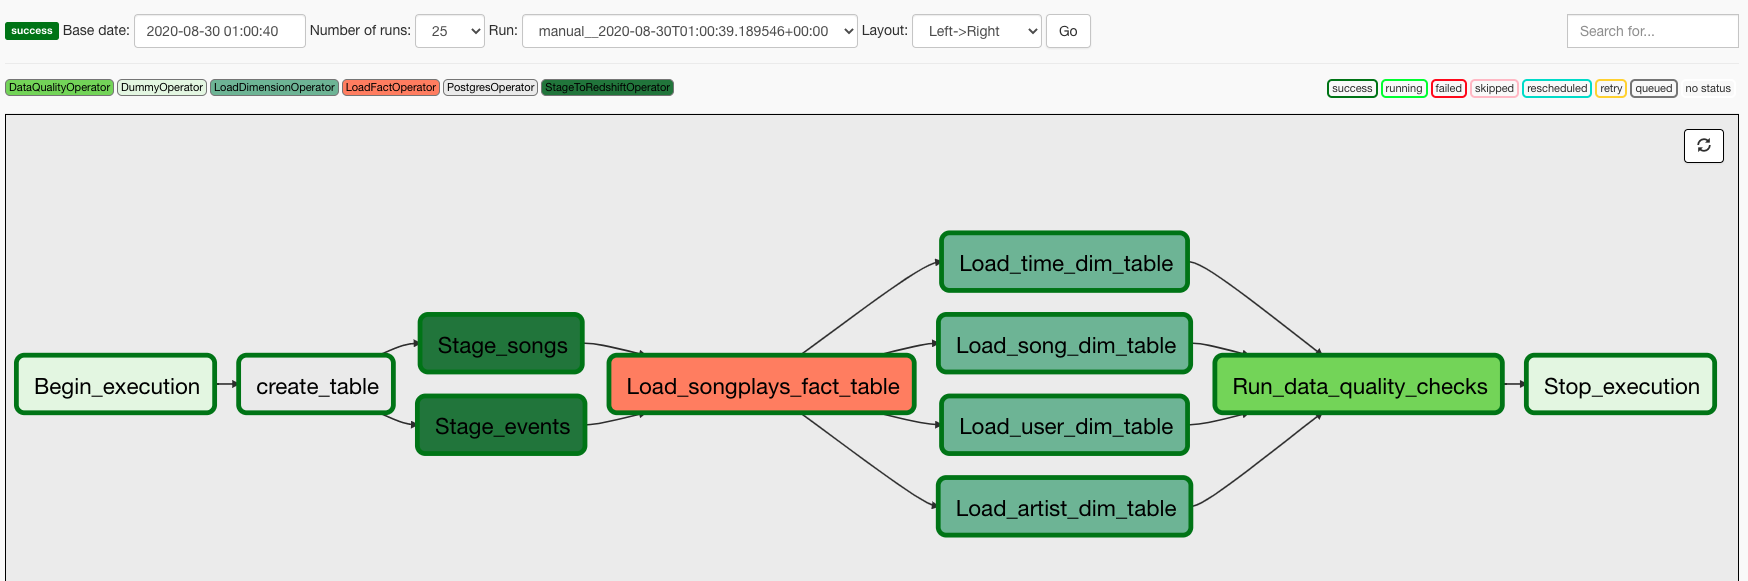 success Base date: 2020-08-30 01:00:40 Number of runs: 25 Run: manual__2020-08-30T01:00:39.189546+00:00 Layout: Left->Right Go Search for...
DataQualityOperator DummyOperator LoadDimensionOperator LoadFactOperator PostgresOperator StageToRedshiftOperator success running failed skipped rescheduled retry queued no status
Load_time_dim_table
Stage_songs Load_song_dim_table
Begin_execution create_table Load_songplays_fact_table Run_data_quality_checks Stop_execution
Stage_events Load_user_dim_table
Load_artist_dim_table